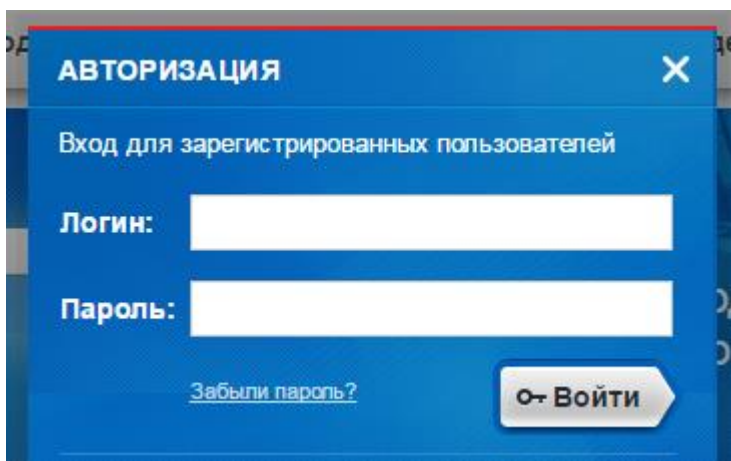 АВТОРИЗАЦИЯ
Вход для зарегистрированных пользователей
Логин:
Пароль:
Забыли пароль?
Войти